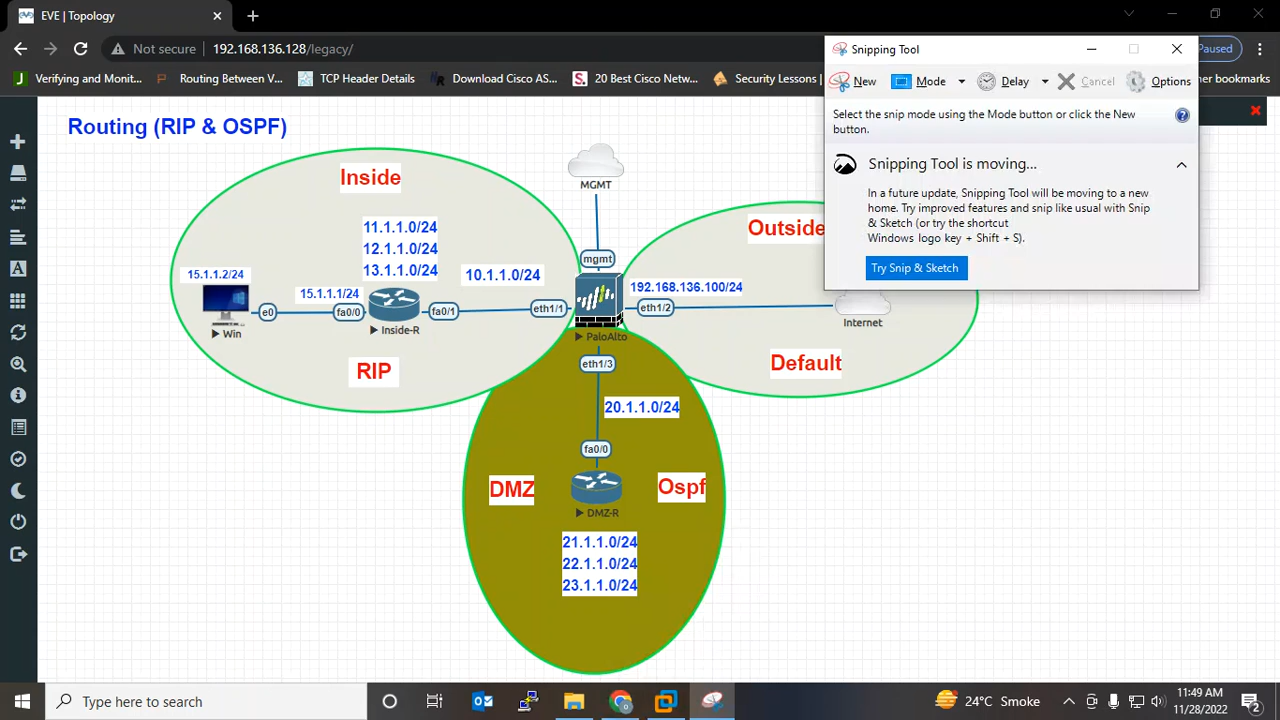 EVE | Topology
Not secure
192.168.136.128/legacy/
Paused
Verifying and Monit...
Routing Between V...
TCP Header Details
Download Cisco AS...
20 Best Cisco Netw...
Security Lessons |
her bookmarks
Snipping Tool
New
Mode
Delay
Cancel
Options
Select the snip mode using the Mode button or click the New
button.
Snipping Tool is moving...
In a future update, Snipping Tool will be moving to a new
home. Try improved features and snip like usual with Snip
& Sketch (or try the shortcut
Windows logo key + Shift + S).
Try Snip & Sketch
Routing (RIP & OSPF)
Inside
MGMT
Outside
11.1.1.0/24
12.1.1.0/24
13.1.1.0/24
mgmt
15.1.1.2/24
10.1.1.0/24
192.168.136.100/24
15.1.1.1/24
e0
fa0/0
fa0/1
eth1/1
eth1/2
Win
Inside-R
PaloAlto
Internet
RIP
eth1/3
Default
20.1.1.0/24
fa0/0
DMZ
Ospf
DMZ-R
21.1.1.0/24
22.1.1.0/24
23.1.1.0/24
Type here to search
24°C Smoke
11:49 AM
11/28/2022
2